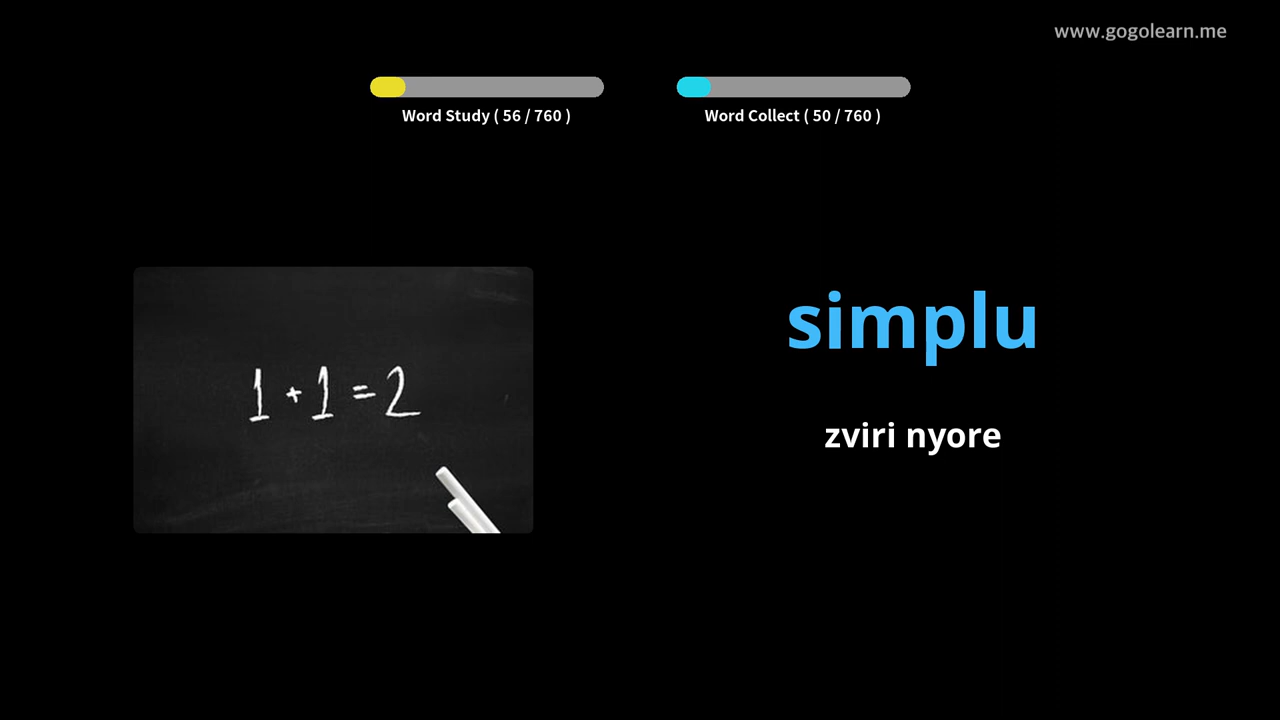 www.gogolearn.me
Word Study ( 56 / 760 )
Word Collect ( 50 / 760 )
1 + 1 = 2
simplu
zviri nyore